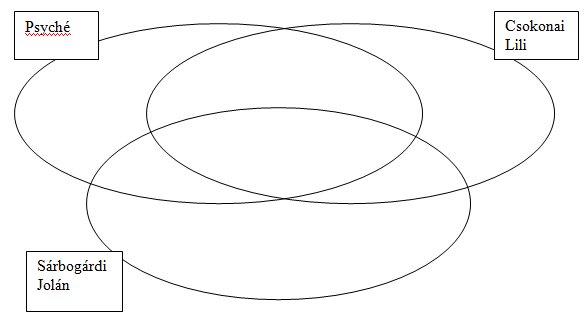 Psyché
Csokonai
Lili
Sárbogárdi
Jolán